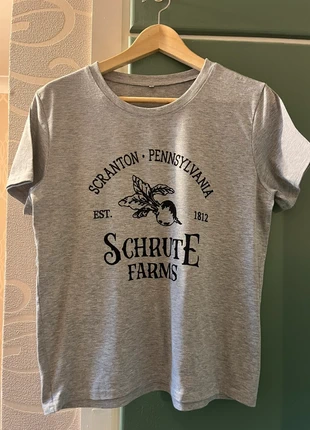 SCRANTON • PENNSYLVANIA
EST. 1812
SCHRUTE
FARMS